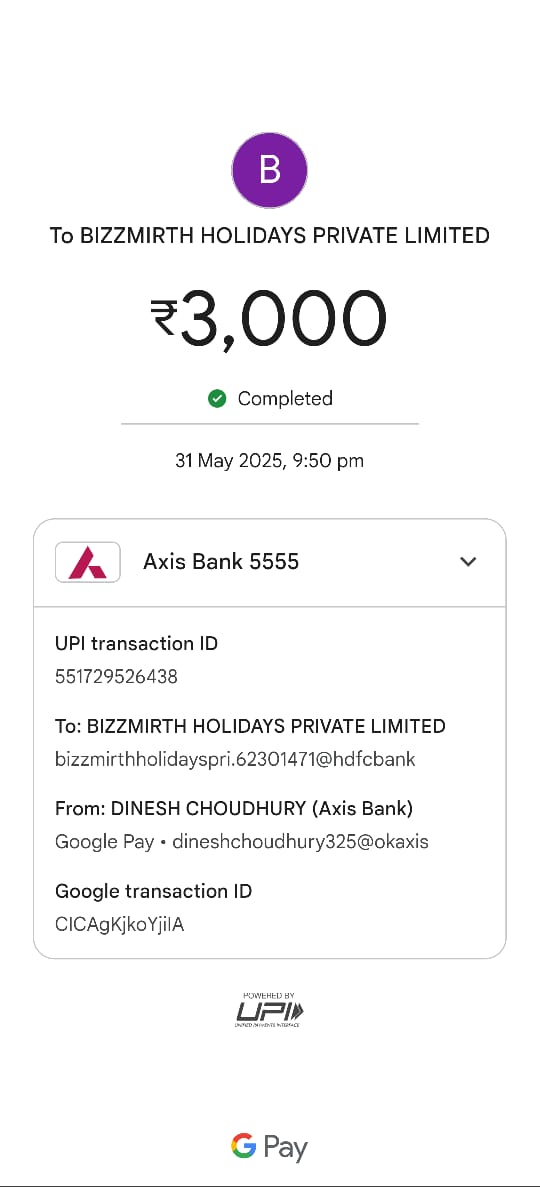 B
To BIZZMIRTH HOLIDAYS PRIVATE LIMITED
₹3,000
Completed
31 May 2025, 9:50 pm
Axis Bank 5555
UPI transaction ID
551729526438
To: BIZZMIRTH HOLIDAYS PRIVATE LIMITED
bizzmirthholidayspri.62301471@hdfcbank
From: DINESH CHOUDHURY (Axis Bank)
Google Pay • dineshchoudhury325@okaxis
Google transaction ID
CICAgKjkoYjiIA
POWERED BY
UPI
UNIFIED PAYMENTS INTERFACE
G Pay